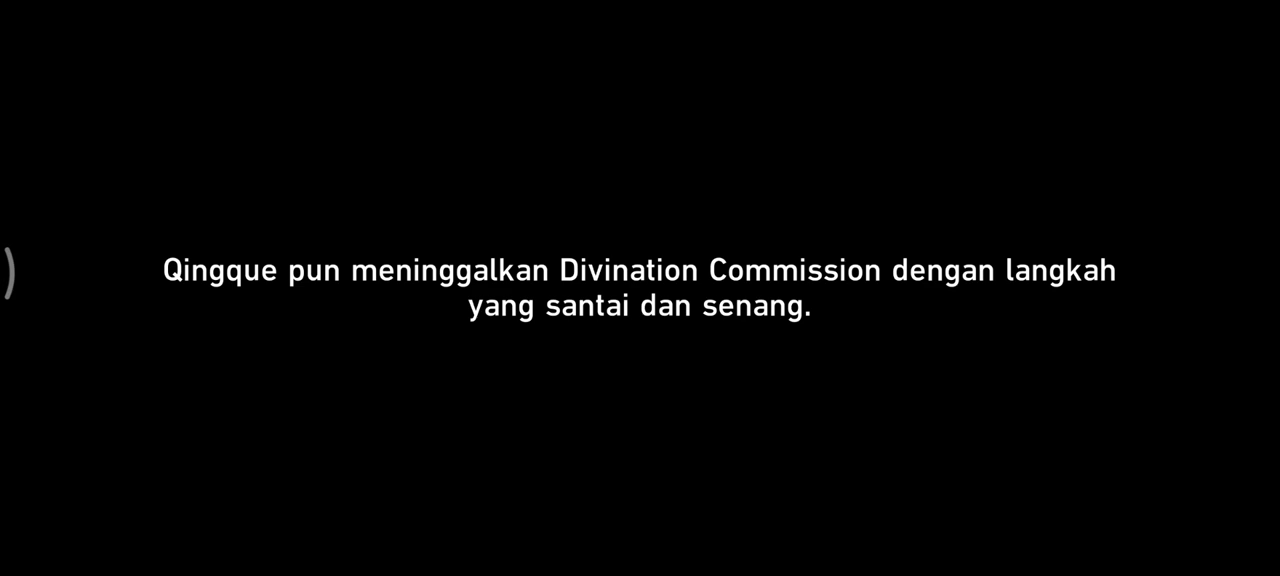 Qingque pun meninggalkan Divination Commission dengan langkah
yang santai dan senang.